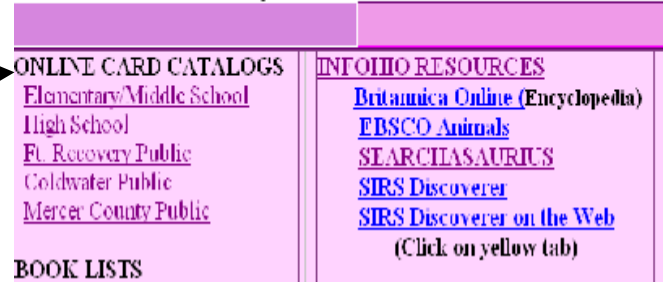 ONLINE CARD CATALOGS
Elementary/Middle School
High School
Ft. Recovery Public
Coldwater Public
Mercer County Public
BOOK LISTS
INFOHIO RESOURCES
Britannica Online (Encyclopedia)
EBSCO Animals
SEARCHASAURIUS
SIRS Discoverer
SIRS Discoverer on the Web
(Click on yellow tab)